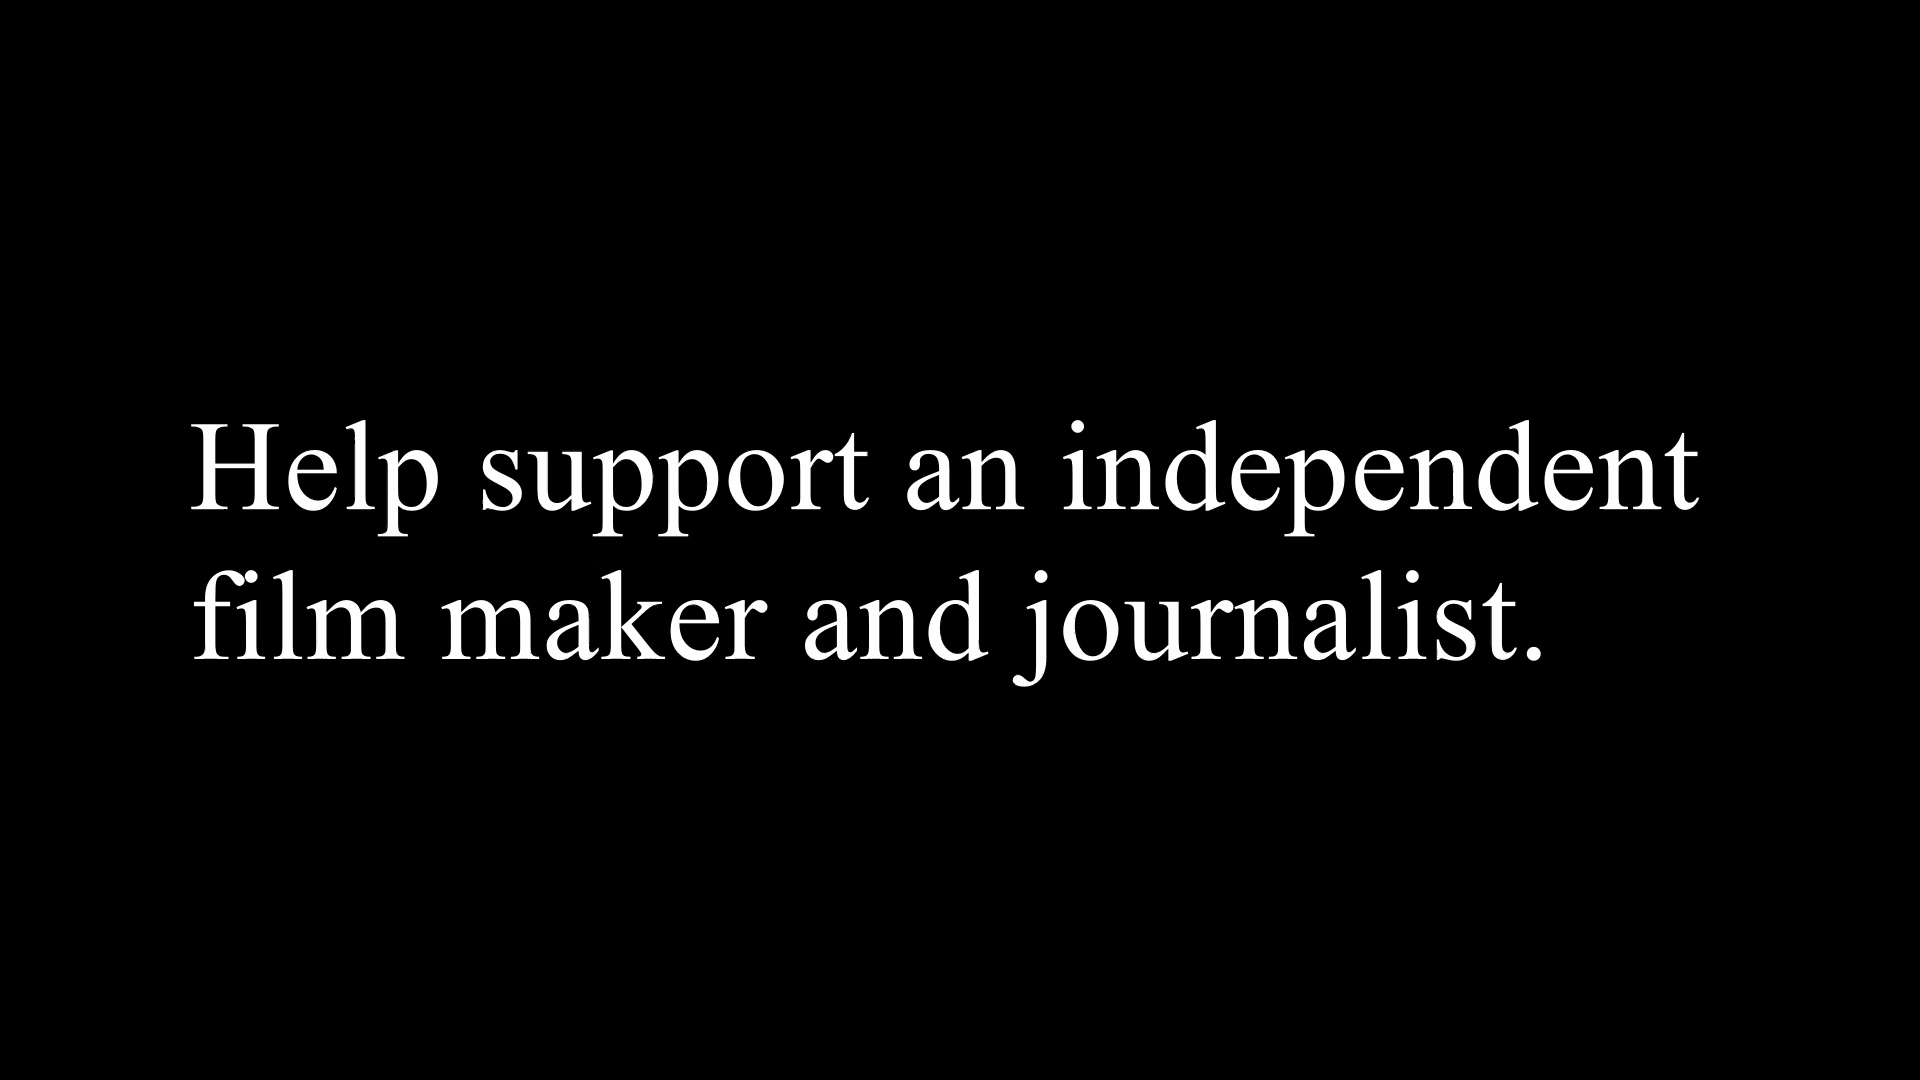 Help support an independent
film maker and journalist.